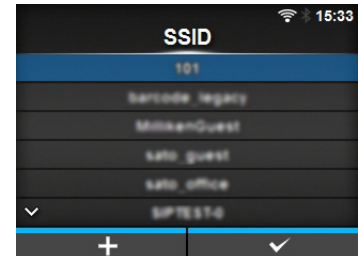 15:33
SSID
101
barcode_legacy
MillikenGuest
sato_guest
sato_office
SIPTEST-0